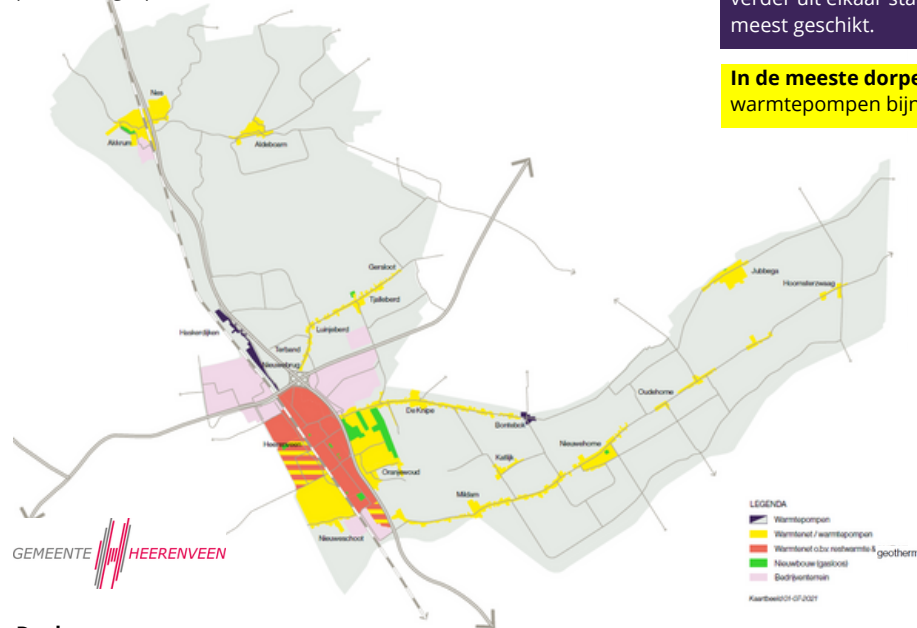 verder uit elkaar sta
meest geschikt.
In de meeste dorpe
warmtepompen bijn
Nes
Akkrum
Aldeboarn
Gersloot
Tjalleberd
Luinjeberd
Haskerdijken
Terband
Nieuwebrug
Jubbega
Hoornsterzwaag
Oudehorne
De Knipe
Bontebok
Nieuwehorne
Heerenveen
Katlijk
Oranjewoud
Mildam
Nieuweschoot
LEGENDA
Warmtepompen
Warmtenet / warmtepompen
Warmtenet o.b.v. restwarmte & geotherm
Nieuwbouw (gasloos)
Bedrijventerrein
Kaartbeeld 01-07-2021
GEMEENTE HEERENVEEN